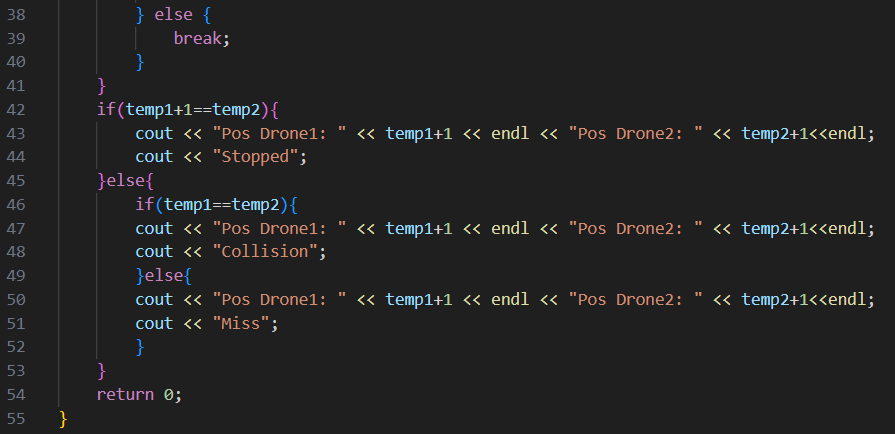 38             } else {
39                 break;
40             }
41         }
42         if(temp1+1==temp2){
43             cout << "Pos Drone1: " << temp1+1 << endl << "Pos Drone2: " << temp2+1<<endl;
44             cout << "Stopped";
45         }else{
46             if(temp1==temp2){
47             cout << "Pos Drone1: " << temp1+1 << endl << "Pos Drone2: " << temp2+1<<endl;
48             cout << "Collision";
49             }else{
50             cout << "Pos Drone1: " << temp1+1 << endl << "Pos Drone2: " << temp2+1<<endl;
51             cout << "Miss";
52             }
53         }
54         return 0;
55     }